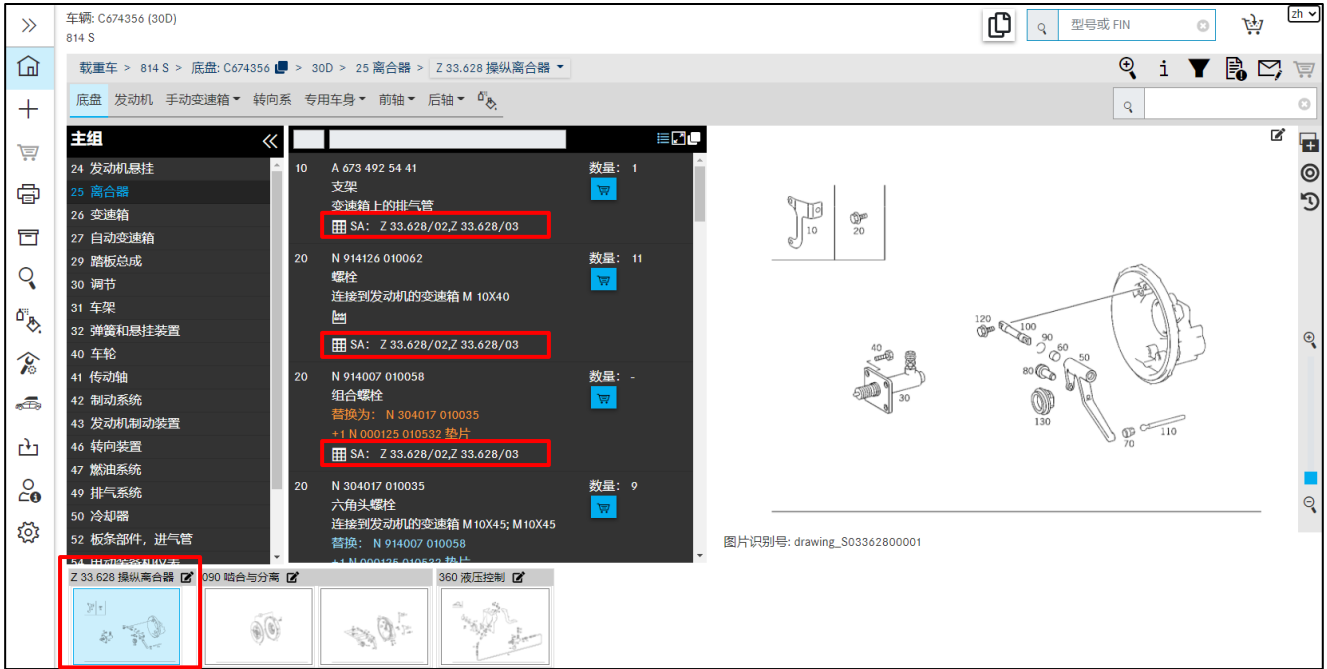 车辆: C674356 (30D)
814 S
型号或 FIN
zh
载重车 > 814 S > 底盘: C674356 > 30D > 25 离合器 > Z 33.628 操纵离合器
底盘 发动机 手动变速箱 转向系 专用车身 前轴 后轴
主组
24 发动机悬挂
25 离合器
26 变速箱
27 自动变速箱
29 踏板总成
30 调节
31 车架
32 弹簧和悬挂装置
40 车轮
41 传动轴
42 制动系统
43 发动机制动装置
46 转向装置
47 燃油系统
49 排气系统
50 冷却器
52 板条部件，进气管
10 A 673 492 54 41 数量: 1
支架
变速箱上的排气管
SA: Z 33.628/02,Z 33.628/03
20 N 914126 010062 数量: 11
螺栓
连接到发动机的变速箱 M 10X40
SA: Z 33.628/02,Z 33.628/03
20 N 914007 010058 数量: -
组合螺栓
替换为: N 304017 010035
+1 N 000125 010532 垫片
SA: Z 33.628/02,Z 33.628/03
20 N 304017 010035 数量: 9
六角头螺栓
连接到发动机的变速箱 M10X45; M10X45
替换: N 914007 010058
+1 N 000125 010532 垫片
10 20
120 100 90 60 50
40 80
30 130
110
70
图片识别号: drawing_S03362800001
Z 33.628 操纵离合器 090 啮合与分离 360 液压控制